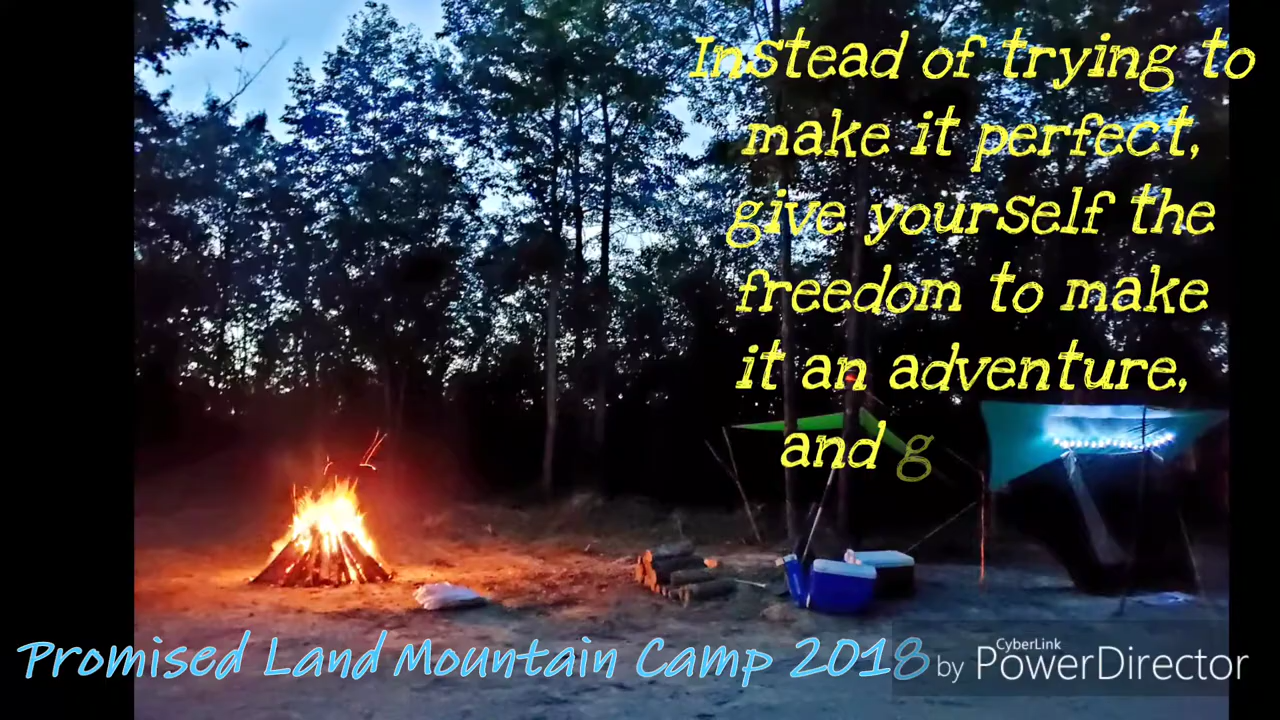 Instead of trying to
make it perfect,
give yourself the
freedom to make
it an adventure,
and g
Promised Land Mountain Camp 2018
by CyberLink PowerDirector